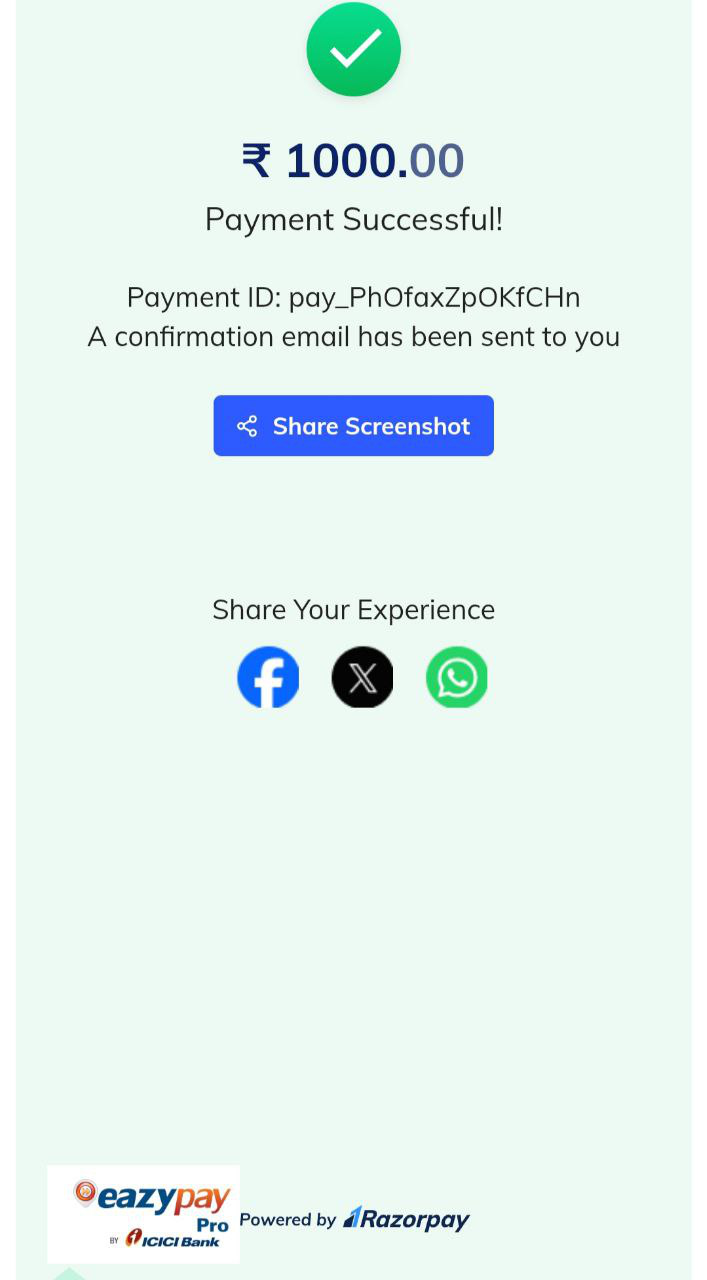 ₹ 1000.00
Payment Successful!
Payment ID: pay_PhOfaxZpOKfCHn
A confirmation email has been sent to you
Share Screenshot
Share Your Experience
eazypay
Pro
BY ICICI Bank
Powered by Razorpay